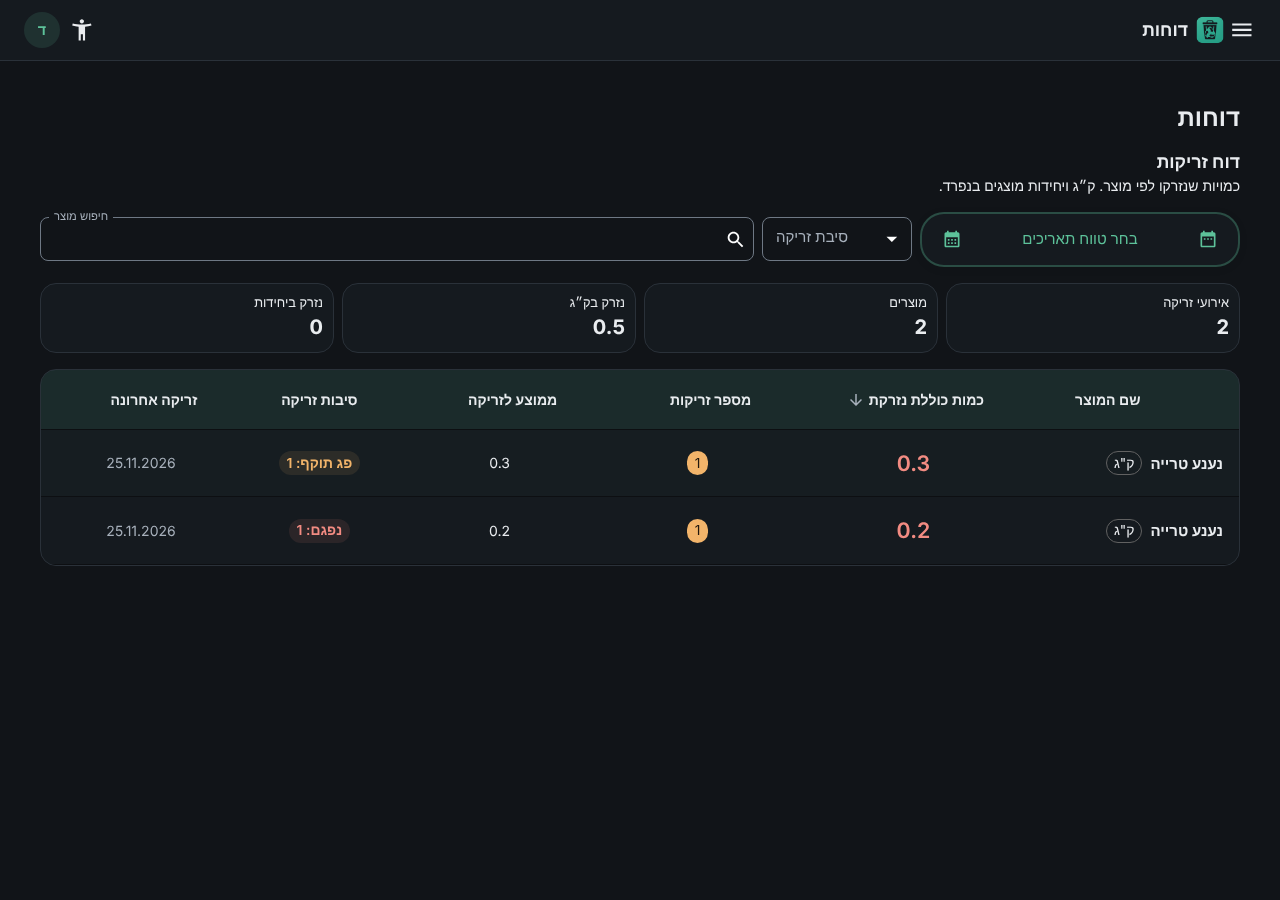 דוחות
ד
דוחות
דוח זריקות
כמויות שנזרקו לפי מוצר. ק״ג ויחידות מוצגים בנפרד.
בחר טווח תאריכים
סיבת זריקה
חיפוש מוצר
אירועי זריקה
2
מוצרים
2
נזרק בק״ג
0.5
נזרק ביחידות
0
שם המוצר כמות כוללת נזרקת מספר זריקות ממוצע לזריקה סיבות זריקה זריקה אחרונה
נענע טרייה ק"ג 0.3 1 0.3 פג תוקף: 1 25.11.2026
נענע טרייה ק"ג 0.2 1 0.2 נפגם: 1 25.11.2026